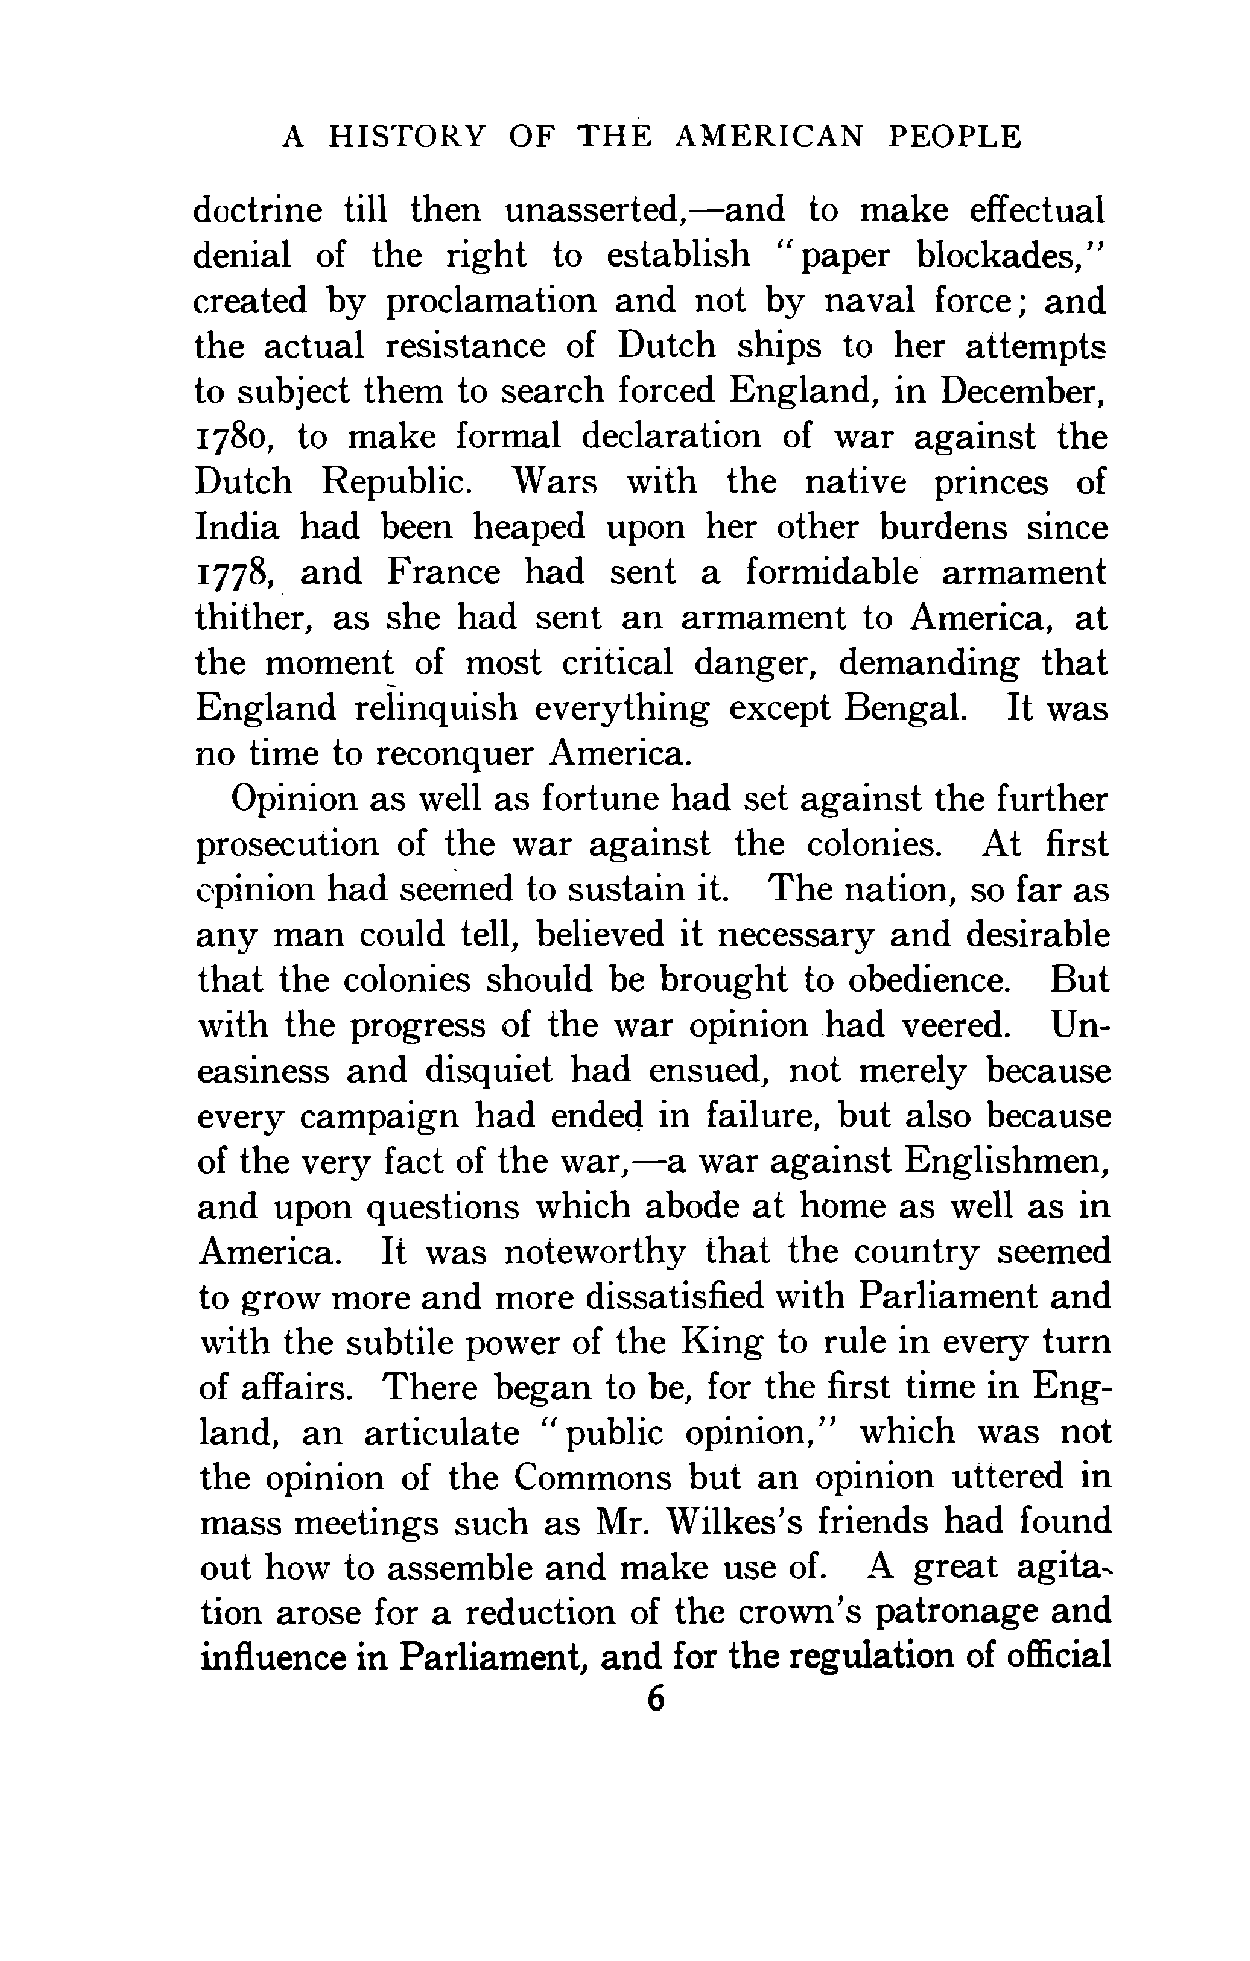 A HISTORY OF THE AMERICAN PEOPLE
doctrine till then unasserted,—and to make effectual
denial of the right to establish "paper blockades,"
created by proclamation and not by naval force; and
the actual resistance of Dutch ships to her attempts
to subject them to search forced England, in December,
1780, to make formal declaration of war against the
Dutch Republic. Wars with the native princes of
India had been heaped upon her other burdens since
1778, and France had sent a formidable armament
thither, as she had sent an armament to America, at
the moment of most critical danger, demanding that
England relinquish everything except Bengal. It was
no time to reconquer America.
Opinion as well as fortune had set against the further
prosecution of the war against the colonies. At first
opinion had seemed to sustain it. The nation, so far as
any man could tell, believed it necessary and desirable
that the colonies should be brought to obedience. But
with the progress of the war opinion had veered. Un-
easiness and disquiet had ensued, not merely because
every campaign had ended in failure, but also because
of the very fact of the war,—a war against Englishmen,
and upon questions which abode at home as well as in
America. It was noteworthy that the country seemed
to grow more and more dissatisfied with Parliament and
with the subtile power of the King to rule in every turn
of affairs. There began to be, for the first time in Eng-
land, an articulate "public opinion," which was not
the opinion of the Commons but an opinion uttered in
mass meetings such as Mr. Wilkes's friends had found
out how to assemble and make use of. A great agita-
tion arose for a reduction of the crown's patronage and
influence in Parliament, and for the regulation of official
6